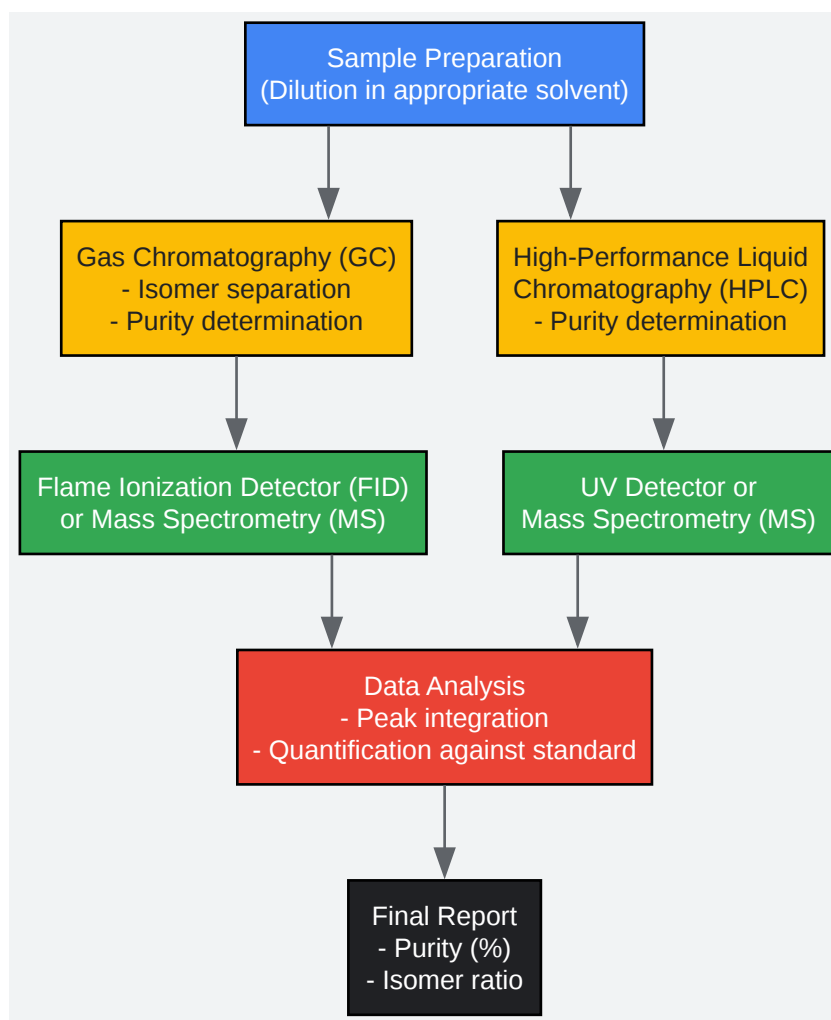 Sample Preparation
(Dilution in appropriate solvent)
Gas Chromatography (GC)
- Isomer separation
- Purity determination
High-Performance Liquid
Chromatography (HPLC)
- Purity determination
Flame Ionization Detector (FID)
or Mass Spectrometry (MS)
UV Detector or
Mass Spectrometry (MS)
Data Analysis
- Peak integration
- Quantification against standard
Final Report
- Purity (%)
- Isomer ratio